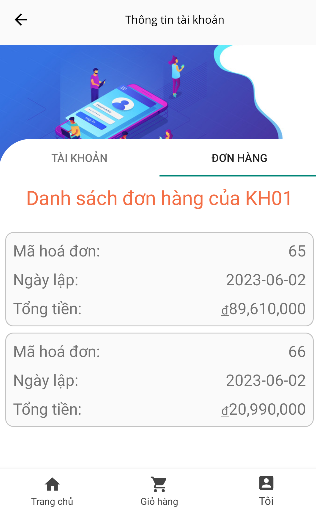 Thông tin tài khoản
TÀI KHOẢN ĐƠN HÀNG
Danh sách đơn hàng của KH01
Mã hoá đơn: 65
Ngày lập: 2023-06-02
Tổng tiền: ₫89,610,000
Mã hoá đơn: 66
Ngày lập: 2023-06-02
Tổng tiền: ₫20,990,000
Trang chủ Giỏ hàng Tôi